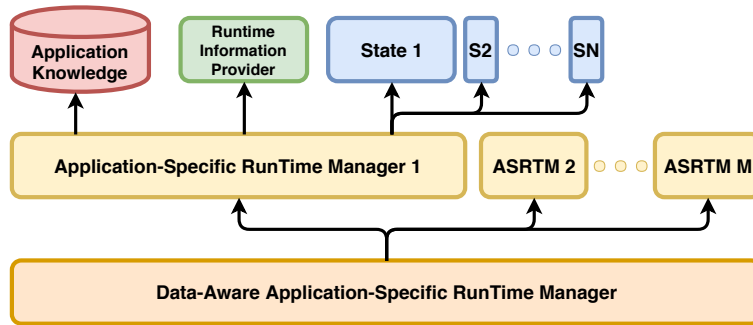 Application
Knowledge
Runtime
Information
Provider
State 1
S2
SN
Application-Specific RunTime Manager 1
ASRTM 2
ASRTM M
Data-Aware Application-Specific RunTime Manager